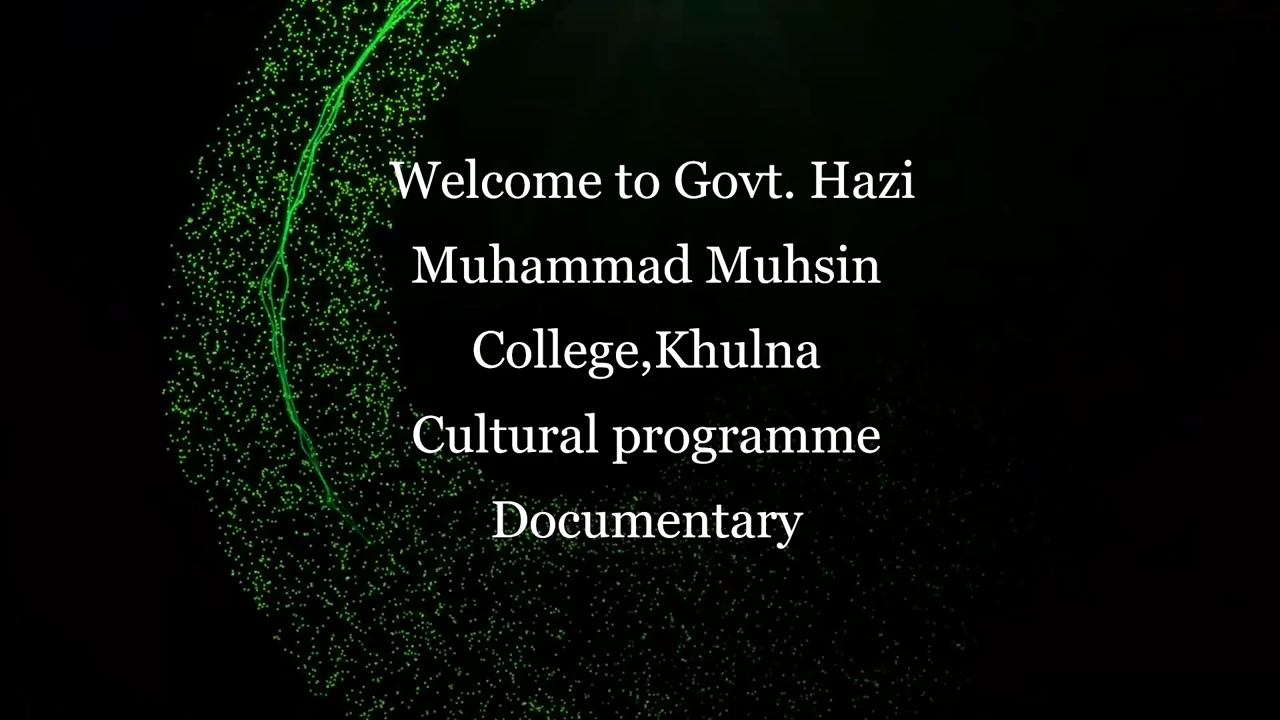 Welcome to Govt. Hazi
Muhammad Muhsin
College,Khulna
Cultural programme
Documentary